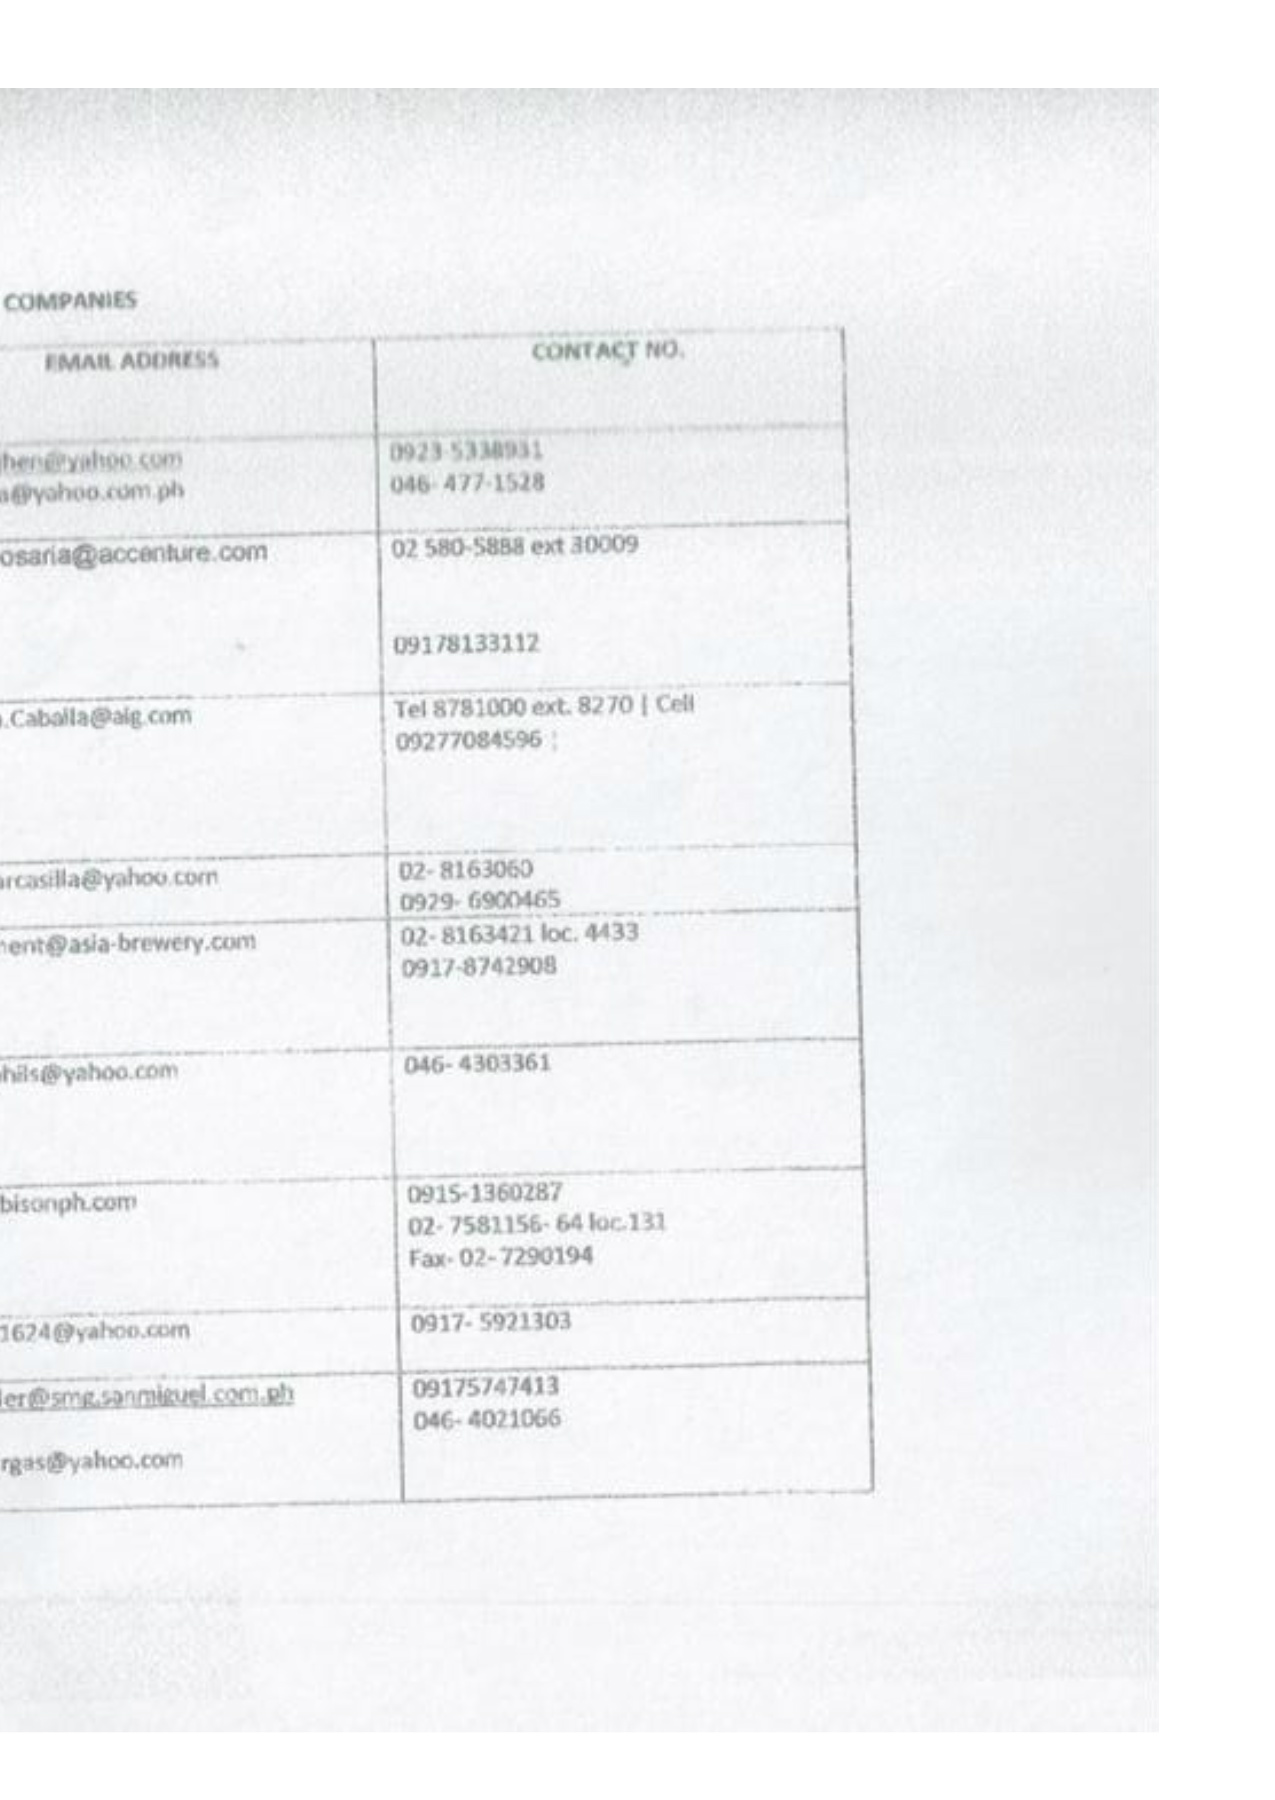 COMPANIES
EMAIL ADDRESS
CONTACT NO.
hen@yahoo.com
a@yahoo.com.ph
0923-5338931
046- 477-1528
osaria@accenture.com
02 580-5888 ext 30009
09178133112
.Caballa@aig.com
Tel 8781000 ext. 8270 | Cell
09277084596
arcasilla@yahoo.com
02- 8163060
0929- 6900465
ment@asia-brewery.com
02- 8163421 loc. 4433
0917-8742908
hils@yahoo.com
046- 4303361
bisonph.com
0915-1360287
02- 7581156- 64 loc.131
Fax- 02- 7290194
1624@yahoo.com
0917- 5921303
ler@smg.sanmiguel.com.ph
rgas@yahoo.com
09175747413
046- 4021066